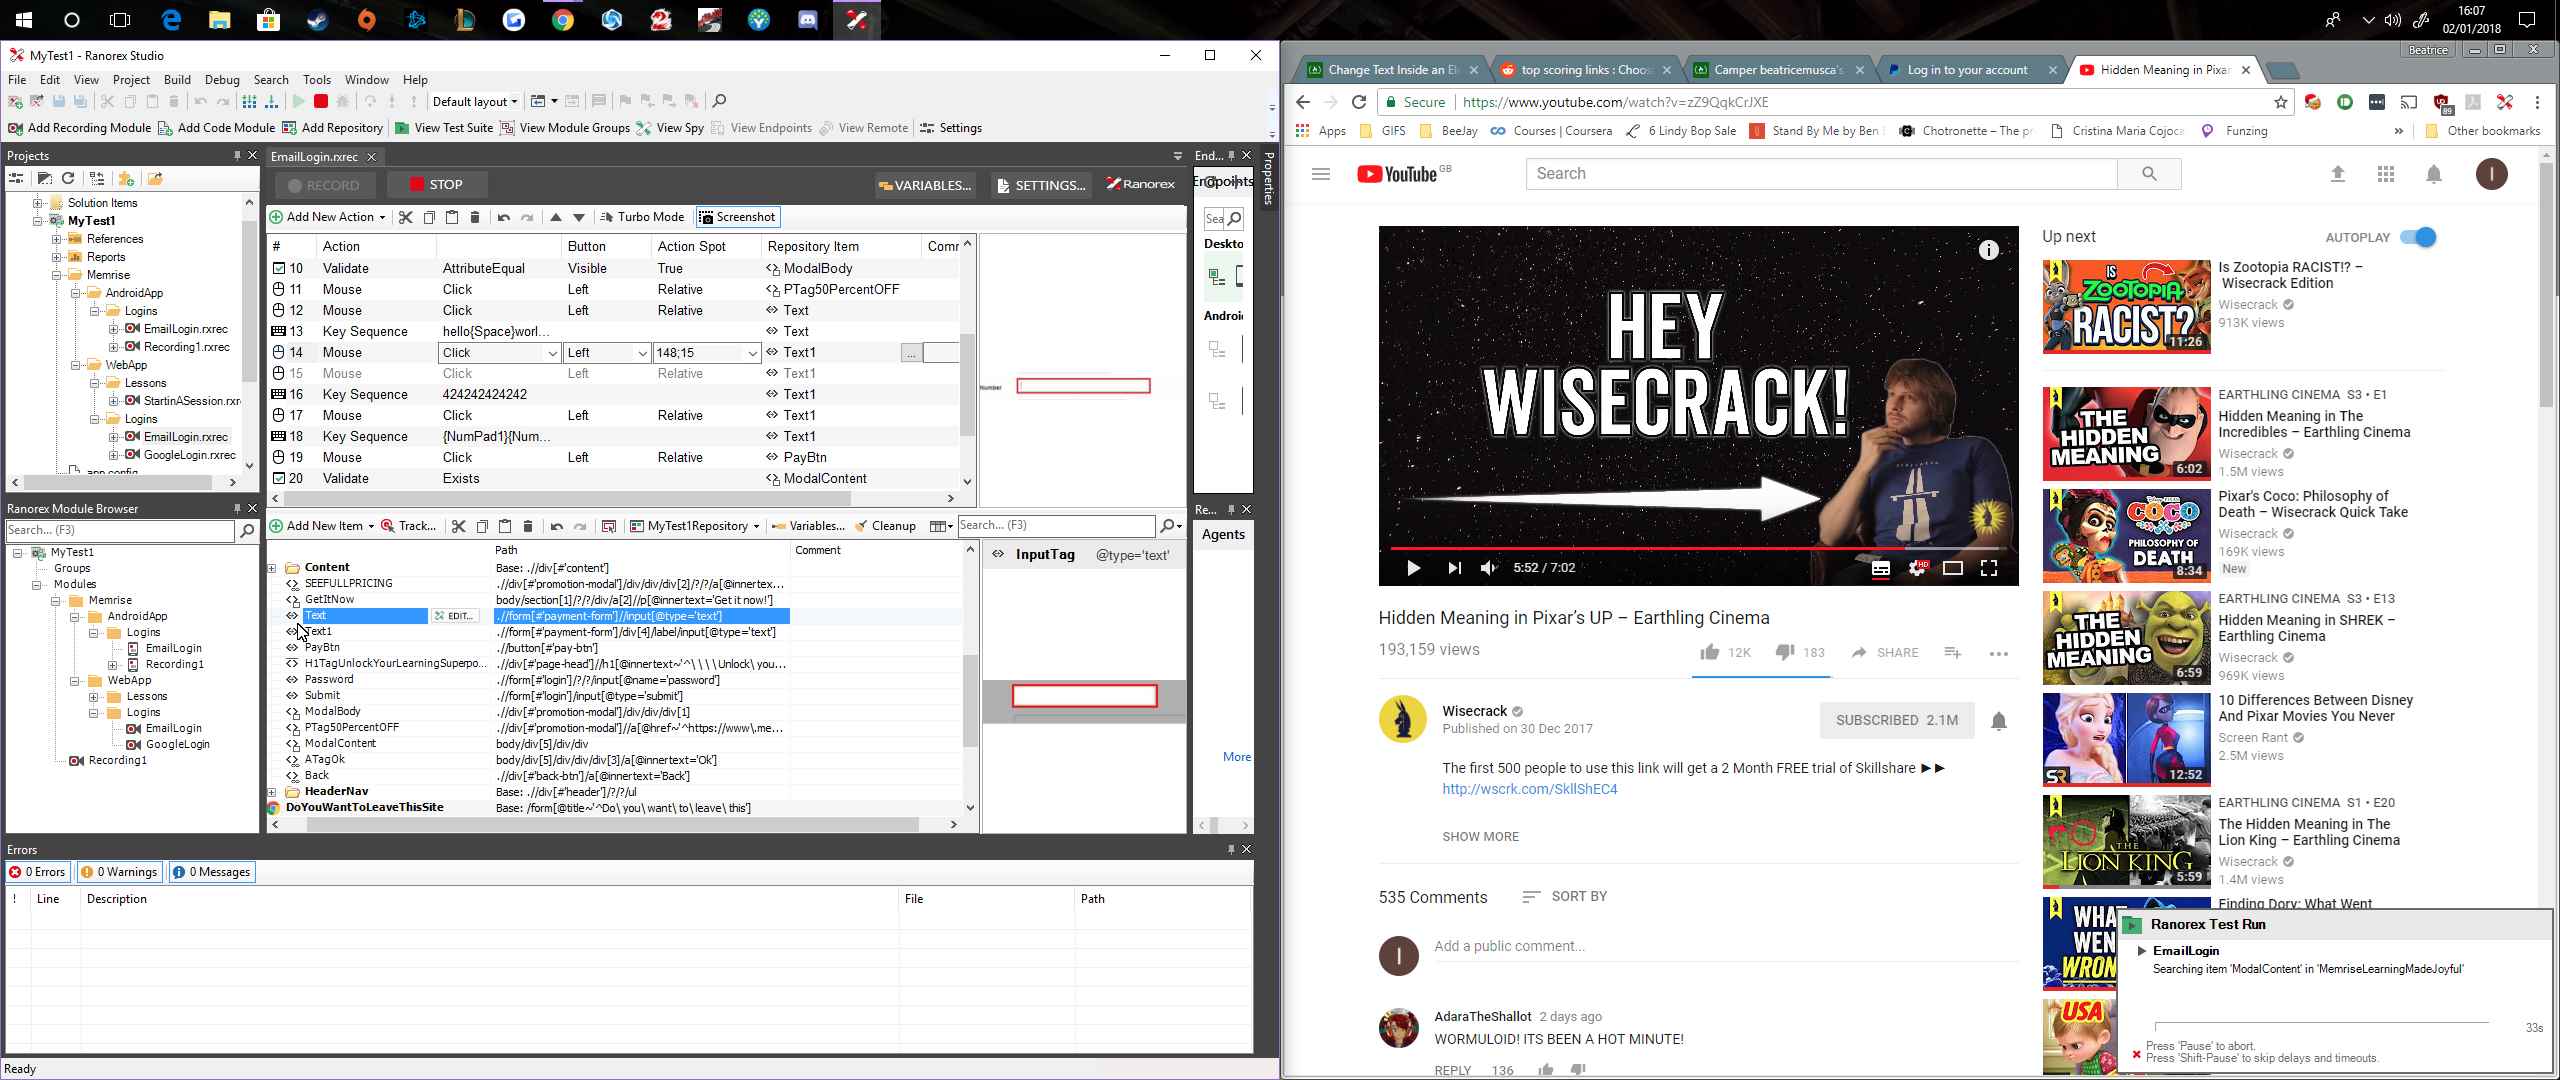 16:07
02/01/2018
MyTest1 - Ranorex Studio
File Edit View Project Build Debug Search Tools Window Help
Default layout
Add Recording Module Add Code Module Add Repository View Test Suite View Module Groups View Spy View Endpoints View Remote Settings
Projects
Solution Items
MyTest1
References
Reports
Memrise
AndroidApp
Logins
EmailLogin.rxrec
Recording1.rxrec
WebApp
Lessons
StartinASession.rxr
Logins
EmailLogin.rxrec
GoogleLogin.rxrec
app.config
Ranorex Module Browser
Search... (F3)
MyTest1
Groups
Modules
Memrise
AndroidApp
Logins
EmailLogin
Recording1
WebApp
Lessons
Logins
EmailLogin
GoogleLogin
Recording1
EmailLogin.rxrec
RECORD STOP VARIABLES... SETTINGS... Ranorex
Add New Action Turbo Mode Screenshot
# Action Button Action Spot Repository Item Comm
10 Validate AttributeEqual Visible True ModalBody
11 Mouse Click Left Relative PTag50PercentOFF
12 Mouse Click Left Relative Text
13 Key Sequence hello{Space}worl... Text
14 Mouse Click Left 148;15 Text1 ...
15 Mouse Click Left Relative Text1
16 Key Sequence 424242424242 Text1
17 Mouse Click Left Relative Text1
18 Key Sequence {NumPad1}{Num... Text1
19 Mouse Click Left Relative PayBtn
20 Validate Exists ModalContent
Number
Add New Item Track... MyTest1Repository Variables... Cleanup Search... (F3)
Path Comment
Content Base: .//div[#'content']
SEEFULLPRICING .//div[#'promotion-modal']/div/div/div[2]/?/?/a[@innertex...
GetItNow body/section[1]/?/?/div/a[2]//p[@innertext='Get it now!']
Text EDIT... .//form[#'payment-form']//input[@type='text']
Text1 .//form[#'payment-form']/div[4]/label/input[@type='text']
PayBtn .//button[#'pay-btn']
H1TagUnlockYourLearningSuperpo... .//div[#'page-head']//h1[@innertext~'^\ \ \ \ Unlock\ you...
Password .//form[#'login']/?/?/input[@name='password']
Submit .//form[#'login']/input[@type='submit']
ModalBody .//div[#'promotion-modal']/div/div/div[1]
PTag50PercentOFF .//div[#'promotion-modal']//a[@href~'^https://www\.me...
ModalContent body/div[5]/div/div
ATagOk body/div[5]/div/div/div[3]/a[@innertext='Ok']
Back .//div[#'back-btn']/a[@innertext='Back']
HeaderNav Base: .//div[#'header']/?/?/ul
DoYouWantToLeaveThisSite Base: /form[@title~'^Do\ you\ want\ to\ leave\ this']
InputTag @type='text'
End...
Endpoints
Sea
Deskto
Androi
Properties
Re...
Agents
More
Errors
0 Errors 0 Warnings 0 Messages
! Line Description File Path
Ready
Beatrice
Change Text Inside an El top scoring links : Choos Camper beatricemusca's Log in to your account Hidden Meaning in Pixar
Secure https://www.youtube.com/watch?v=zZ9QqkCrJXE
89
Apps GIFS BeeJay Courses | Coursera 6 Lindy Bop Sale Stand By Me by Ben Chotronette – The pr Cristina Maria Cojoca Funzing » Other bookmarks
YouTube GB
Search
I
HEY
WISECRACK!
5:52 / 7:02
HD
Hidden Meaning in Pixar's UP – Earthling Cinema
193,159 views
12K 183 SHARE
Wisecrack
Published on 30 Dec 2017
SUBSCRIBED 2.1M
The first 500 people to use this link will get a 2 Month FREE trial of Skillshare ►►
http://wscrk.com/SkllShEC4
SHOW MORE
535 Comments SORT BY
I
Add a public comment...
AdaraTheShallot 2 days ago
WORMULOID! ITS BEEN A HOT MINUTE!
REPLY 136
Up next AUTOPLAY
IS ZOOTOPIA RACIST? 11:26
Is Zootopia RACIST!? –
Wisecrack Edition
Wisecrack
913K views
THE HIDDEN MEANING 6:02
EARTHLING CINEMA S3 • E1
Hidden Meaning in The
Incredibles – Earthling Cinema
Wisecrack
1.5M views
COCO PHILOSOPHY OF DEATH 8:34
Pixar's Coco: Philosophy of
Death – Wisecrack Quick Take
Wisecrack
169K views
New
THE HIDDEN MEANING 6:59
EARTHLING CINEMA S3 • E13
Hidden Meaning in SHREK –
Earthling Cinema
Wisecrack
969K views
SR 12:52
10 Differences Between Disney
And Pixar Movies You Never
Screen Rant
2.5M views
THE LION KING 5:59
EARTHLING CINEMA S1 • E20
The Hidden Meaning in The
Lion King – Earthling Cinema
Wisecrack
1.4M views
WHA
WEN
WRON
Finding Dory: What Went
USA
Ranorex Test Run
EmailLogin
Searching item 'ModalContent' in 'MemriseLearningMadeJoyful'
33s
Press 'Pause' to abort.
Press 'Shift-Pause' to skip delays and timeouts.